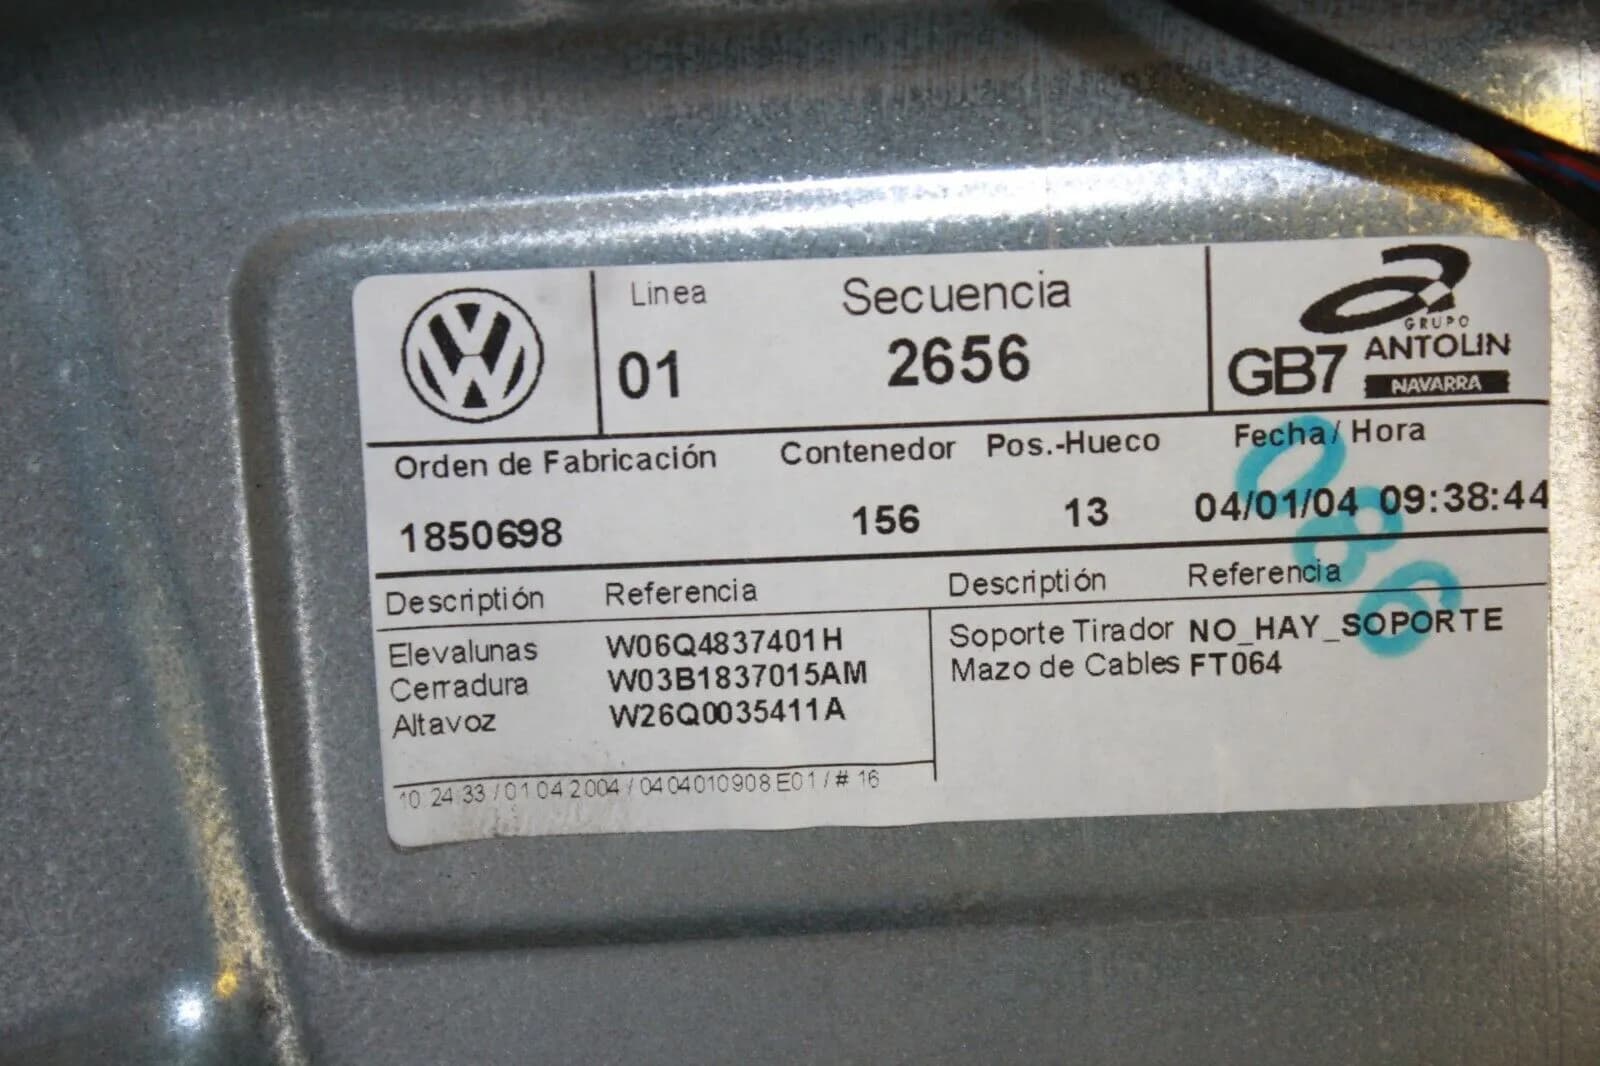 Linea Secuencia
01 2656
GRUPO
GB7 ANTOLIN
NAVARRA
Orden de Fabricación Contenedor Pos.-Hueco Fecha/ Hora
1850698 156 13 04/01/04 09:38:44
086
Descriptión Referencia Descriptión Referencia
Elevalunas W06Q4837401H Soporte Tirador NO_HAY_SOPORTE
Cerradura W03B1837015AM Mazo de Cables FT064
Altavoz W26Q0035411A
10:24:33 / 01.04.2004 / 0404010908E01 / # 16